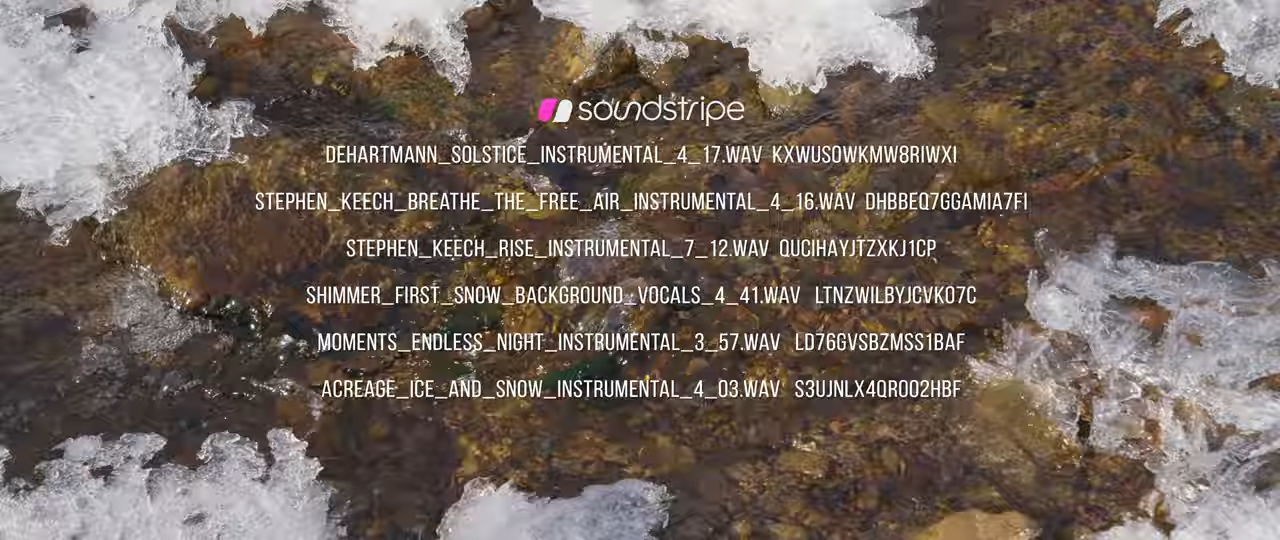 soundstripe
DEHARTMANN_SOLSTICE_INSTRUMENTAL_4_17.WAV KXWUSOWKMW8RIWXI
STEPHEN_KEECH_BREATHE_THE_FREE_AIR_INSTRUMENTAL_4_16.WAV DHBBEQ7GGAMIA7FI
STEPHEN_KEECH_RISE_INSTRUMENTAL_7_12.WAV QUCIHAYJTZXKJ1CP
SHIMMER_FIRST_SNOW_BACKGROUND_VOCALS_4_41.WAV LTNZWILBYJCVKO7C
MOMENTS_ENDLESS_NIGHT_INSTRUMENTAL_3_57.WAV LD76GVSBZMSS1BAF
ACREAGE_ICE_AND_SNOW_INSTRUMENTAL_4_03.WAV S3UJNLX4QROO2HBF